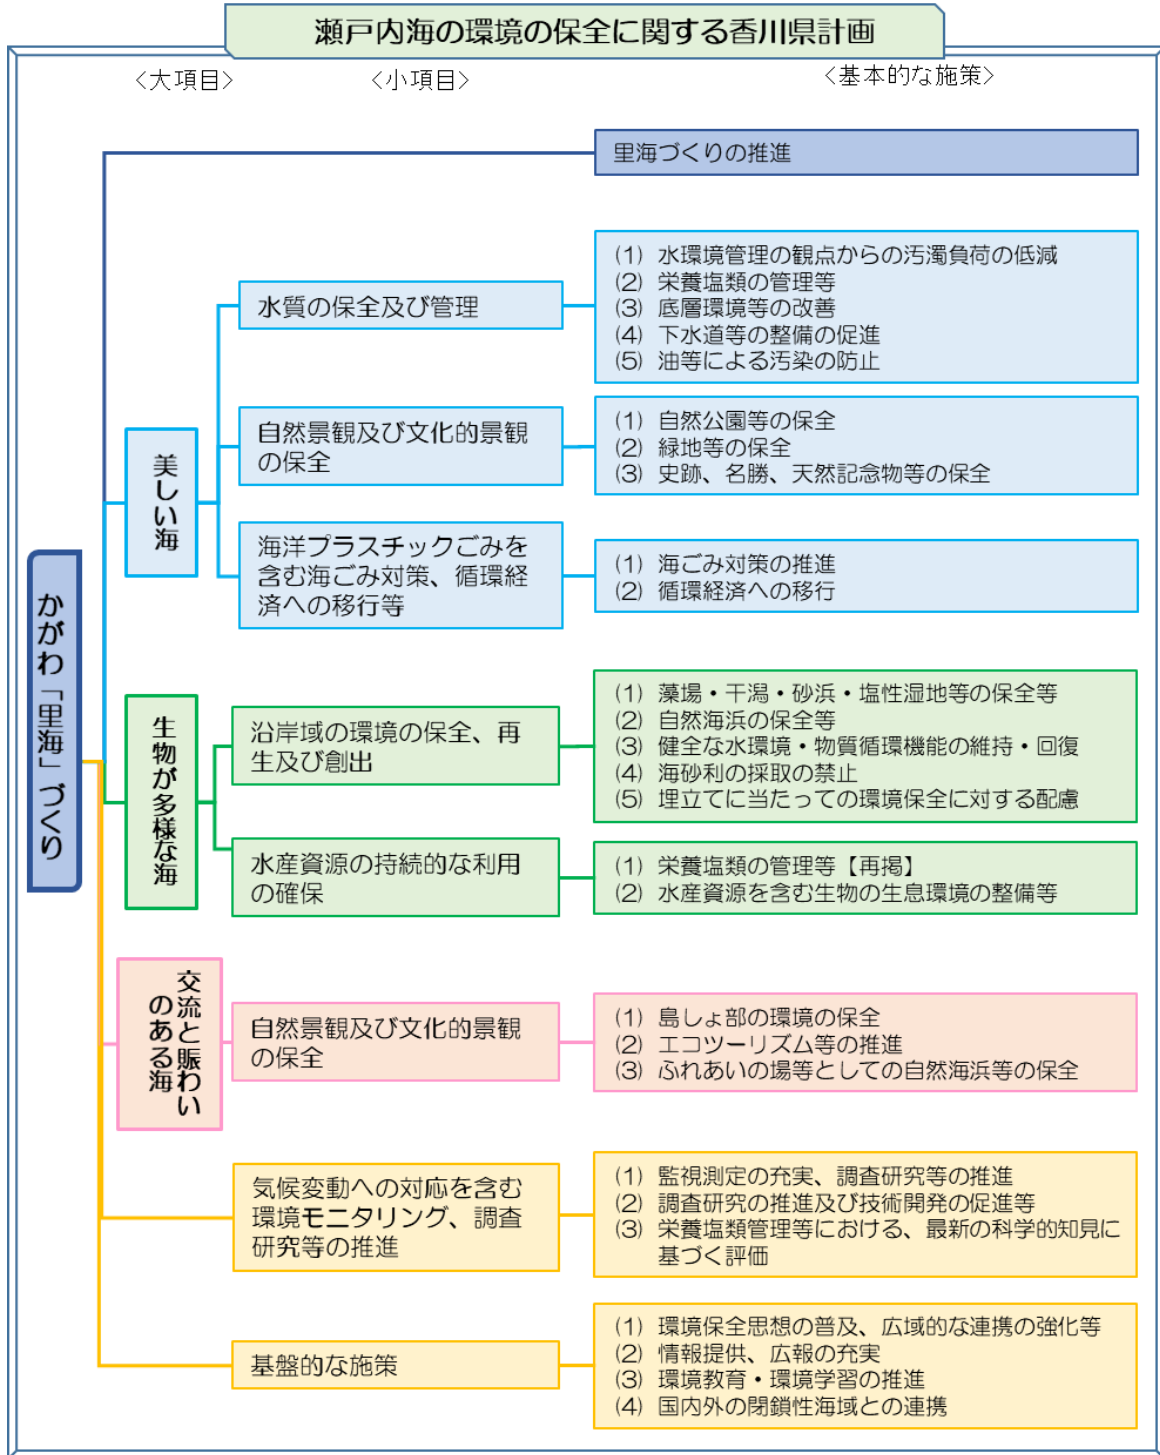 瀬戸内海の環境の保全に関する香川県計画
<大項目>
<小項目>
<基本的な施策>
かがわ「里海」づくり
里海づくりの推進
美しい海
水質の保全及び管理
(1) 水環境管理の観点からの汚濁負荷の低減
(2) 栄養塩類の管理等
(3) 底層環境等の改善
(4) 下水道等の整備の促進
(5) 油等による汚染の防止
自然景観及び文化的景観
の保全
(1) 自然公園等の保全
(2) 緑地等の保全
(3) 史跡、名勝、天然記念物等の保全
海洋プラスチックごみを
含む海ごみ対策、循環経
済への移行等
(1) 海ごみ対策の推進
(2) 循環経済への移行
生物が多様な海
沿岸域の環境の保全、再
生及び創出
(1) 藻場・干潟・砂浜・塩性湿地等の保全等
(2) 自然海浜の保全等
(3) 健全な水環境・物質循環機能の維持・回復
(4) 海砂利の採取の禁止
(5) 埋立てに当たっての環境保全に対する配慮
水産資源の持続的な利用
の確保
(1) 栄養塩類の管理等【再掲】
(2) 水産資源を含む生物の生息環境の整備等
交流と賑わい
のある海
自然景観及び文化的景観
の保全
(1) 島しょ部の環境の保全
(2) エコツーリズム等の推進
(3) ふれあいの場等としての自然海浜等の保全
気候変動への対応を含む
環境モニタリング、調査
研究等の推進
(1) 監視測定の充実、調査研究等の推進
(2) 調査研究の推進及び技術開発の促進等
(3) 栄養塩類管理等における、最新の科学的知見に
基づく評価
基盤的な施策
(1) 環境保全思想の普及、広域的な連携の強化等
(2) 情報提供、広報の充実
(3) 環境教育・環境学習の推進
(4) 国内外の閉鎖性海域との連携